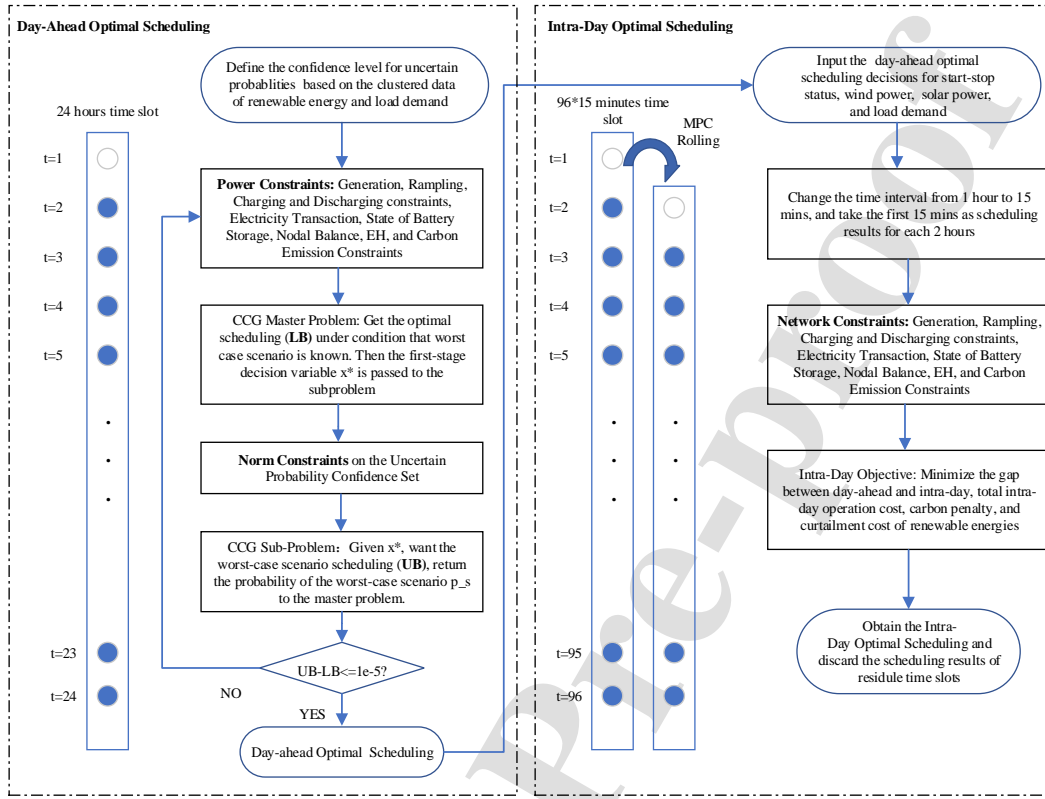 Day-Ahead Optimal Scheduling
Define the confidence level for uncertain
probablities based on the clustered data
of renewable energy and load demand
24 hours time slot
t=1
t=2
t=3
t=4
t=5
t=23
t=24
Power Constraints: Generation, Ramping,
Charging and Discharging constraints,
Electricity Transaction, State of Battery
Storage, Nodal Balance, EH, and Carbon
Emission Constraints
CCG Master Problem: Get the optimal
scheduling (LB) under condition that worst
case scenario is known. Then the first-stage
decision variable x* is passed to the
subproblem
Norm Constraints on the Uncertain
Probability Confidence Set
CCG Sub-Problem: Given x*, want the
worst-case scenario scheduling (UB), return
the probability of the worst-case scenario p_s
to the master problem.
UB-LB<=1e-5?
NO
YES
Day-ahead Optimal Scheduling
Intra-Day Optimal Scheduling
96*15 minutes time
slot
MPC
Rolling
t=1
t=2
t=3
t=4
t=5
t=95
t=96
Input the day-ahead optimal
scheduling decisions for start-stop
status, wind power, solar power,
and load demand
Change the time interval from 1 hour to 15
mins, and take the first 15 mins as scheduling
results for each 2 hours
Network Constraints: Generation, Ramping,
Charging and Discharging constraints,
Electricity Transaction, State of Battery
Storage, Nodal Balance, EH, and Carbon
Emission Constraints
Intra-Day Objective: Minimize the gap
between day-ahead and intra-day, total intra-
day operation cost, carbon penalty, and
curtailment cost of renewable energies
Obtain the Intra-
Day Optimal Scheduling and
discard the scheduling results of
residule time slots
Pre-proof